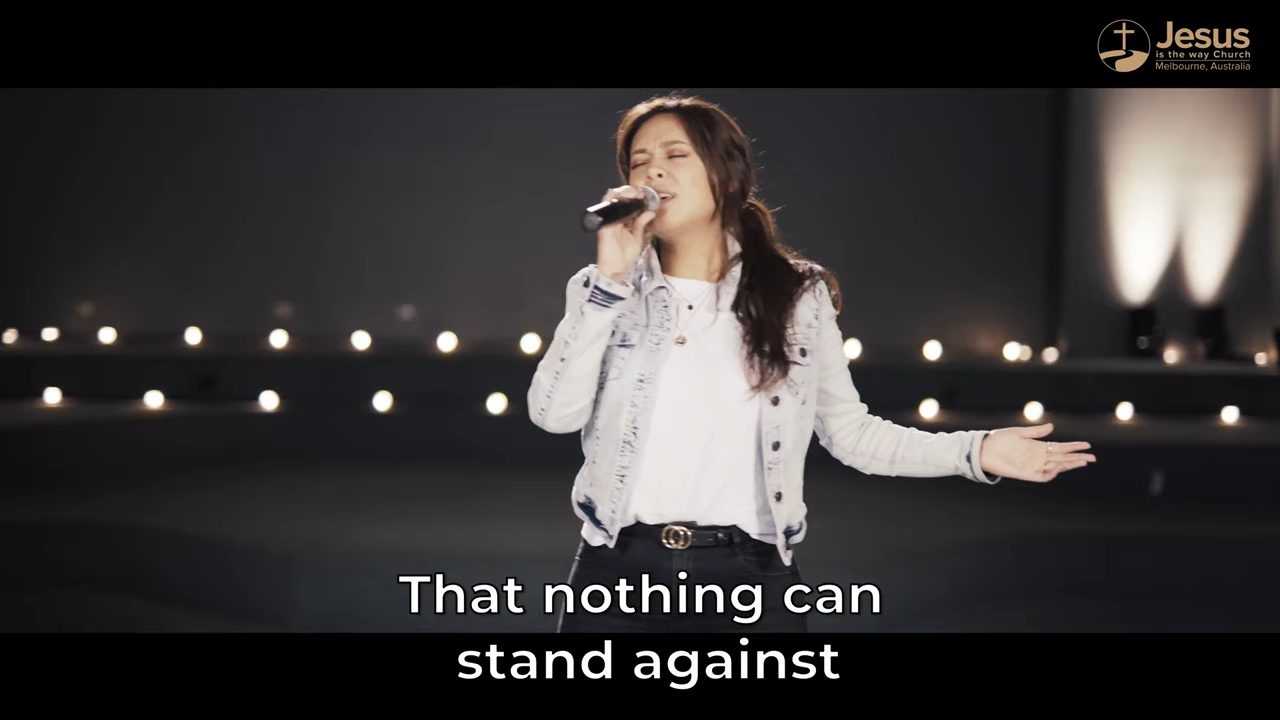 Jesus
is the way Church
Melbourne, Australia
That nothing can
stand against